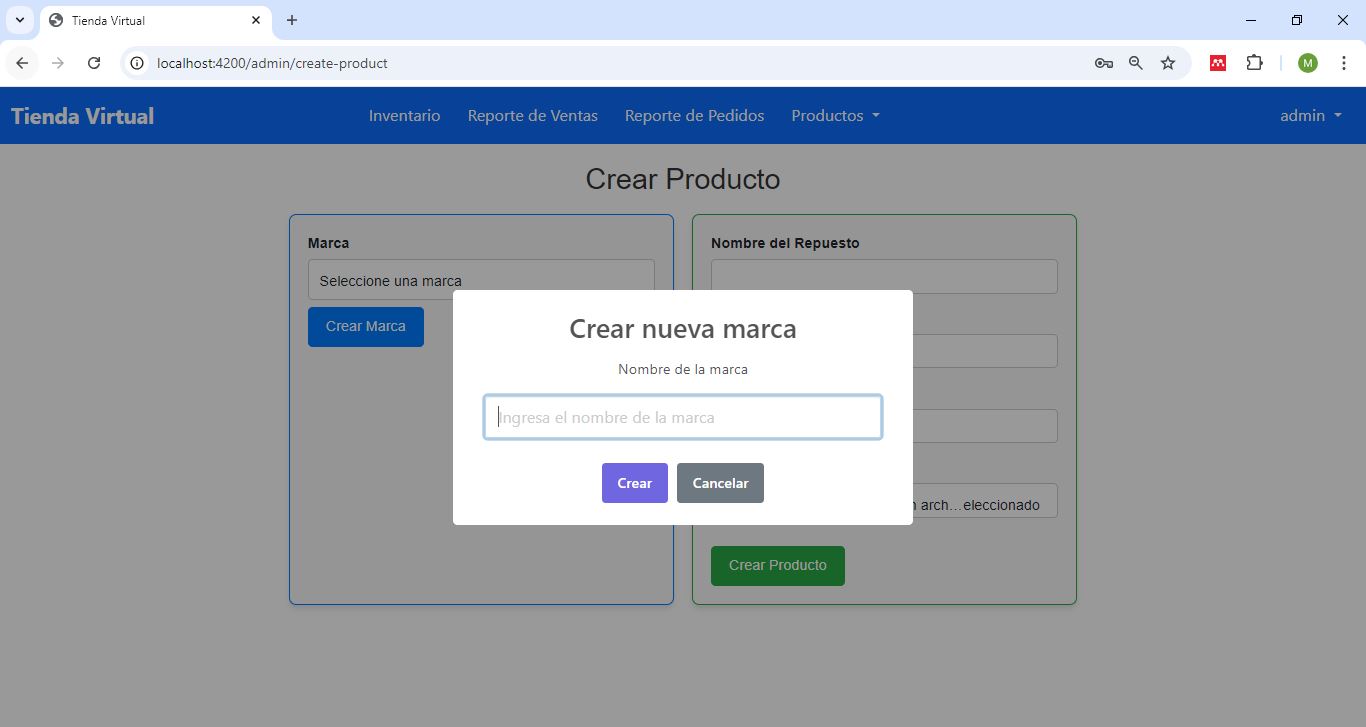 Tienda Virtual
localhost:4200/admin/create-product
M
Tienda Virtual
Inventario
Reporte de Ventas
Reporte de Pedidos
Productos
admin
Crear Producto
Marca
Seleccione una marca
Crear Marca
Nombre del Repuesto
arch…eleccionado
Crear Producto
Crear nueva marca
Nombre de la marca
Ingresa el nombre de la marca
Crear
Cancelar